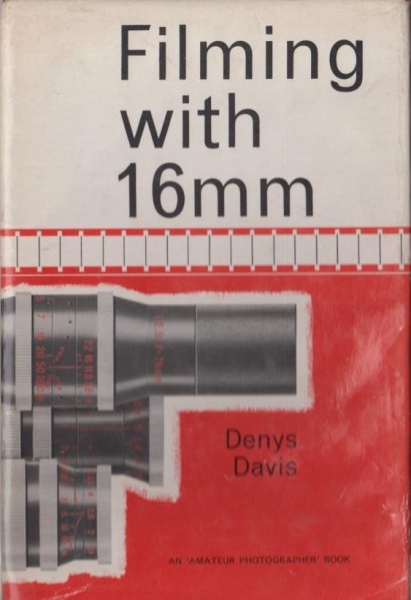 Filming
with
16mm
Denys
Davis
AN 'AMATEUR PHOTOGRAPHER' BOOK